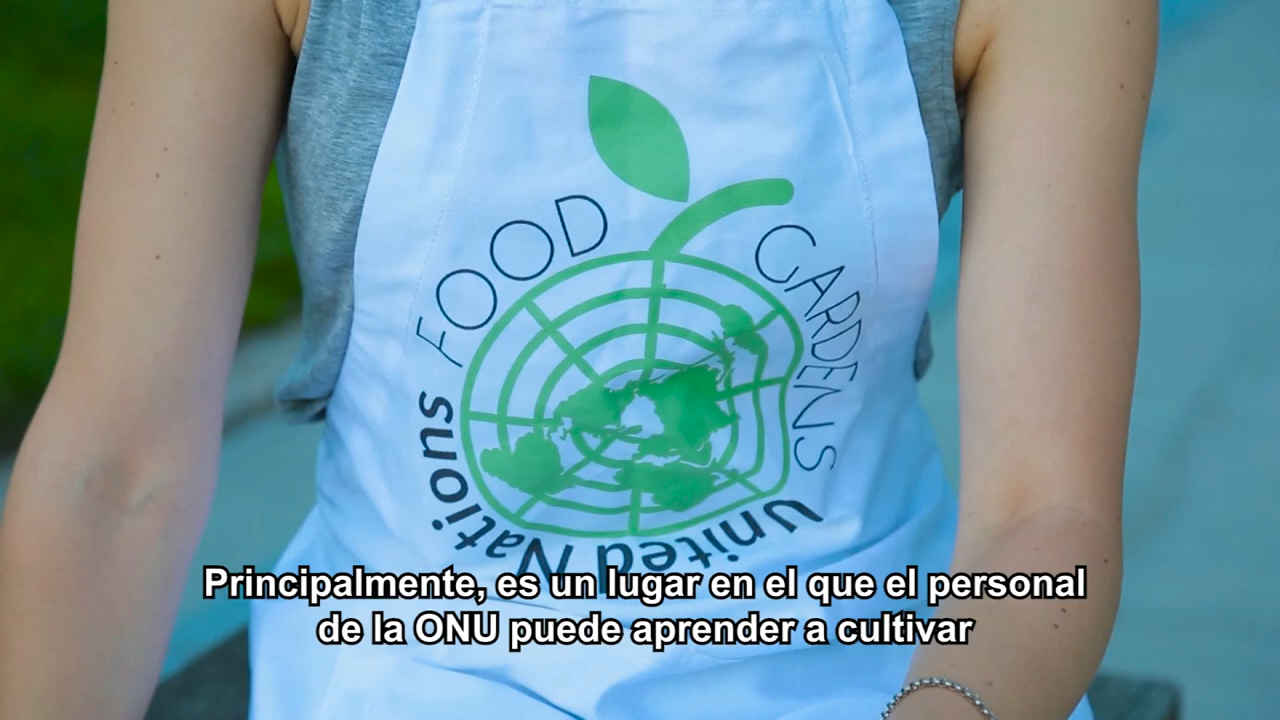 FOOD GARDENS
United Nations
Principalmente, es un lugar en el que el personal
de la ONU puede aprender a cultivar